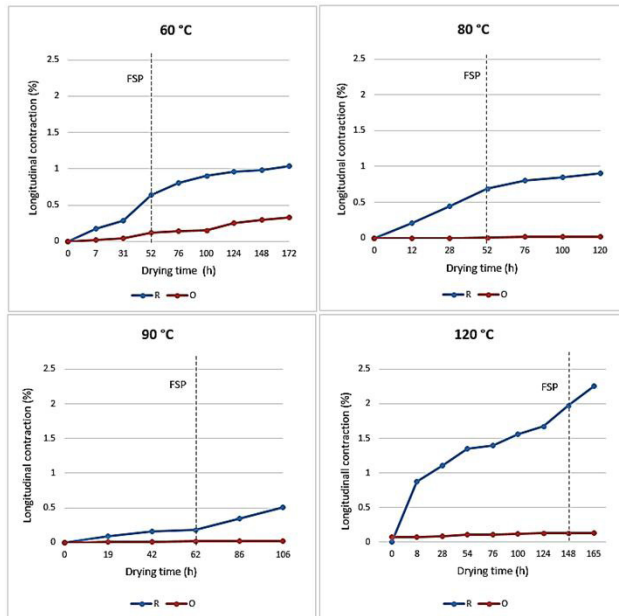 60 °C
Longitudinal contraction (%)
2.5
2
1.5
1
0.5
0
FSP
0 7 31 52 76 100 124 148 172
Drying time (h)
R O
80 °C
Longitudnal contraction (%)
2.5
2
1.5
1
0.5
0
FSP
0 12 28 52 76 100 120
Drying time (h)
R O
90 °C
Longitudinal contraction (%)
2.5
2
1.5
1
0.5
0
FSP
0 19 42 62 86 106
Drying time (h)
R O
120 °C
Longitudinall contraction (%)
2.5
2
1.5
1
0.5
0
FSP
0 8 28 54 76 100 124 148 165
Drying time (h)
R O